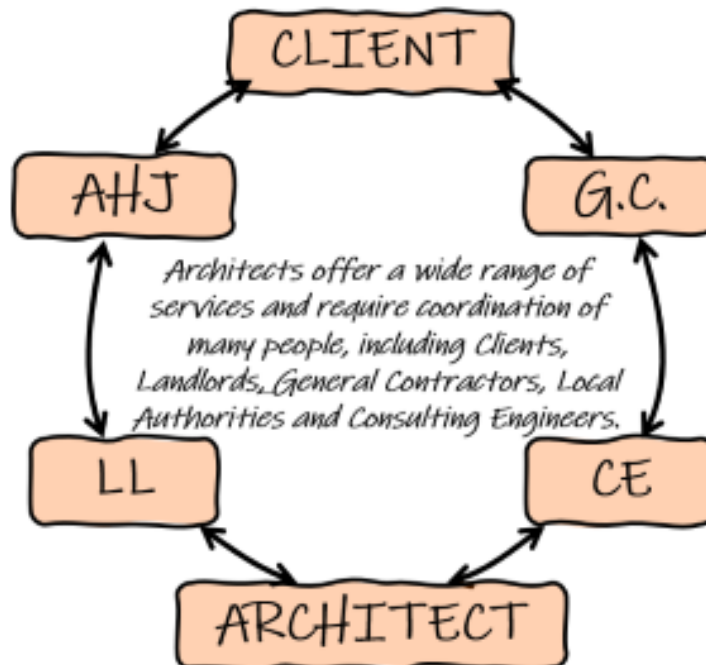 CLIENT
AHJ
G.C.
Architects offer a wide range of
services and require coordination of
many people, including Clients,
Landlords, General Contractors, Local
Authorities and Consulting Engineers.
LL
CE
ARCHITECT